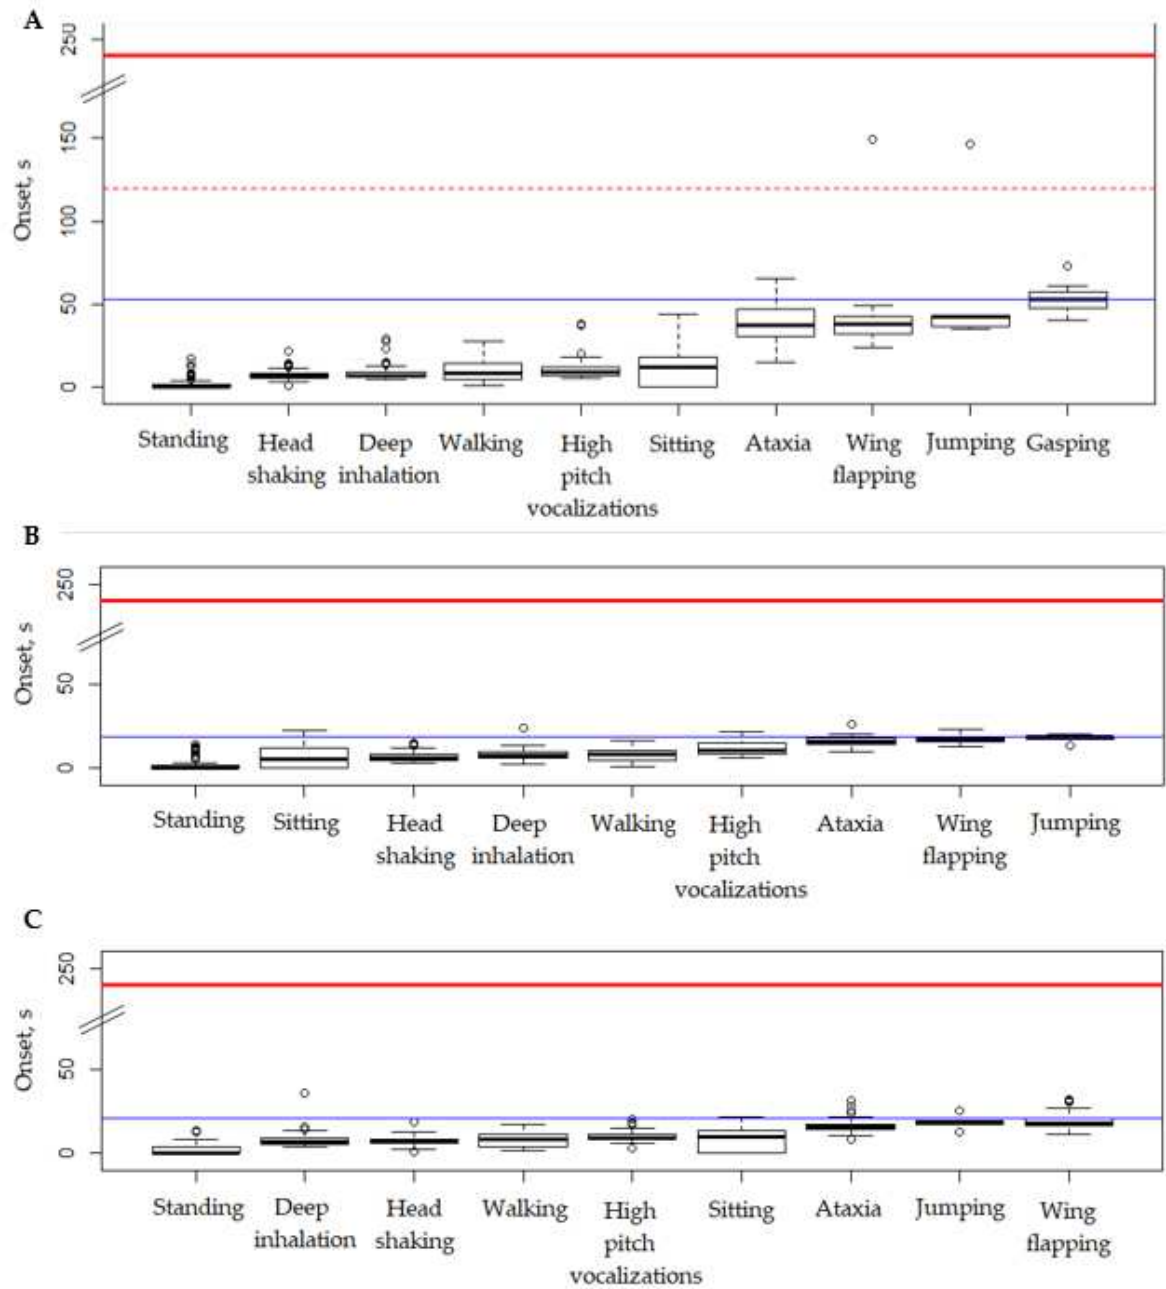 A
250
150
100
50
0
Onset, s
Standing Head Deep Walking High Sitting Ataxia Wing Jumping Gasping
shaking inhalation pitch flapping
vocalizations
B
250
50
0
Onset, s
Standing Sitting Head Deep Walking High Ataxia Wing Jumping
shaking inhalation pitch flapping
vocalizations
C
250
50
0
Onset, s
Standing Deep Head Walking High Sitting Ataxia Jumping Wing
inhalation shaking pitch flapping
vocalizations